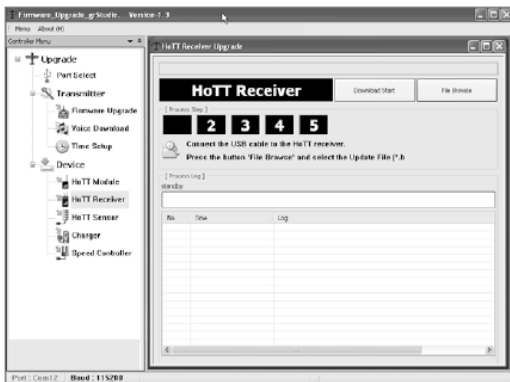 Firmware_Upgrade_grStudio. Version-1.3
Menu About (H)
Controller Menu
Upgrade
Port Select
Transmitter
Firmware Upgrade
Voice Download
Time Setup
Device
HoTT Module
HoTT Receiver
HoTT Sensor
Charger
Speed Controller
HoTT Receiver Upgrade
HoTT Receiver
Download Start
File Browse
[ Process Step ]
2 3 4 5
Connect the USB cable to the HoTT receiver.
Press the button 'File Browse' and select the Update File (*.b
[ Process Log ]
standby
No Time Log
Port : Com12 Baud : 115200